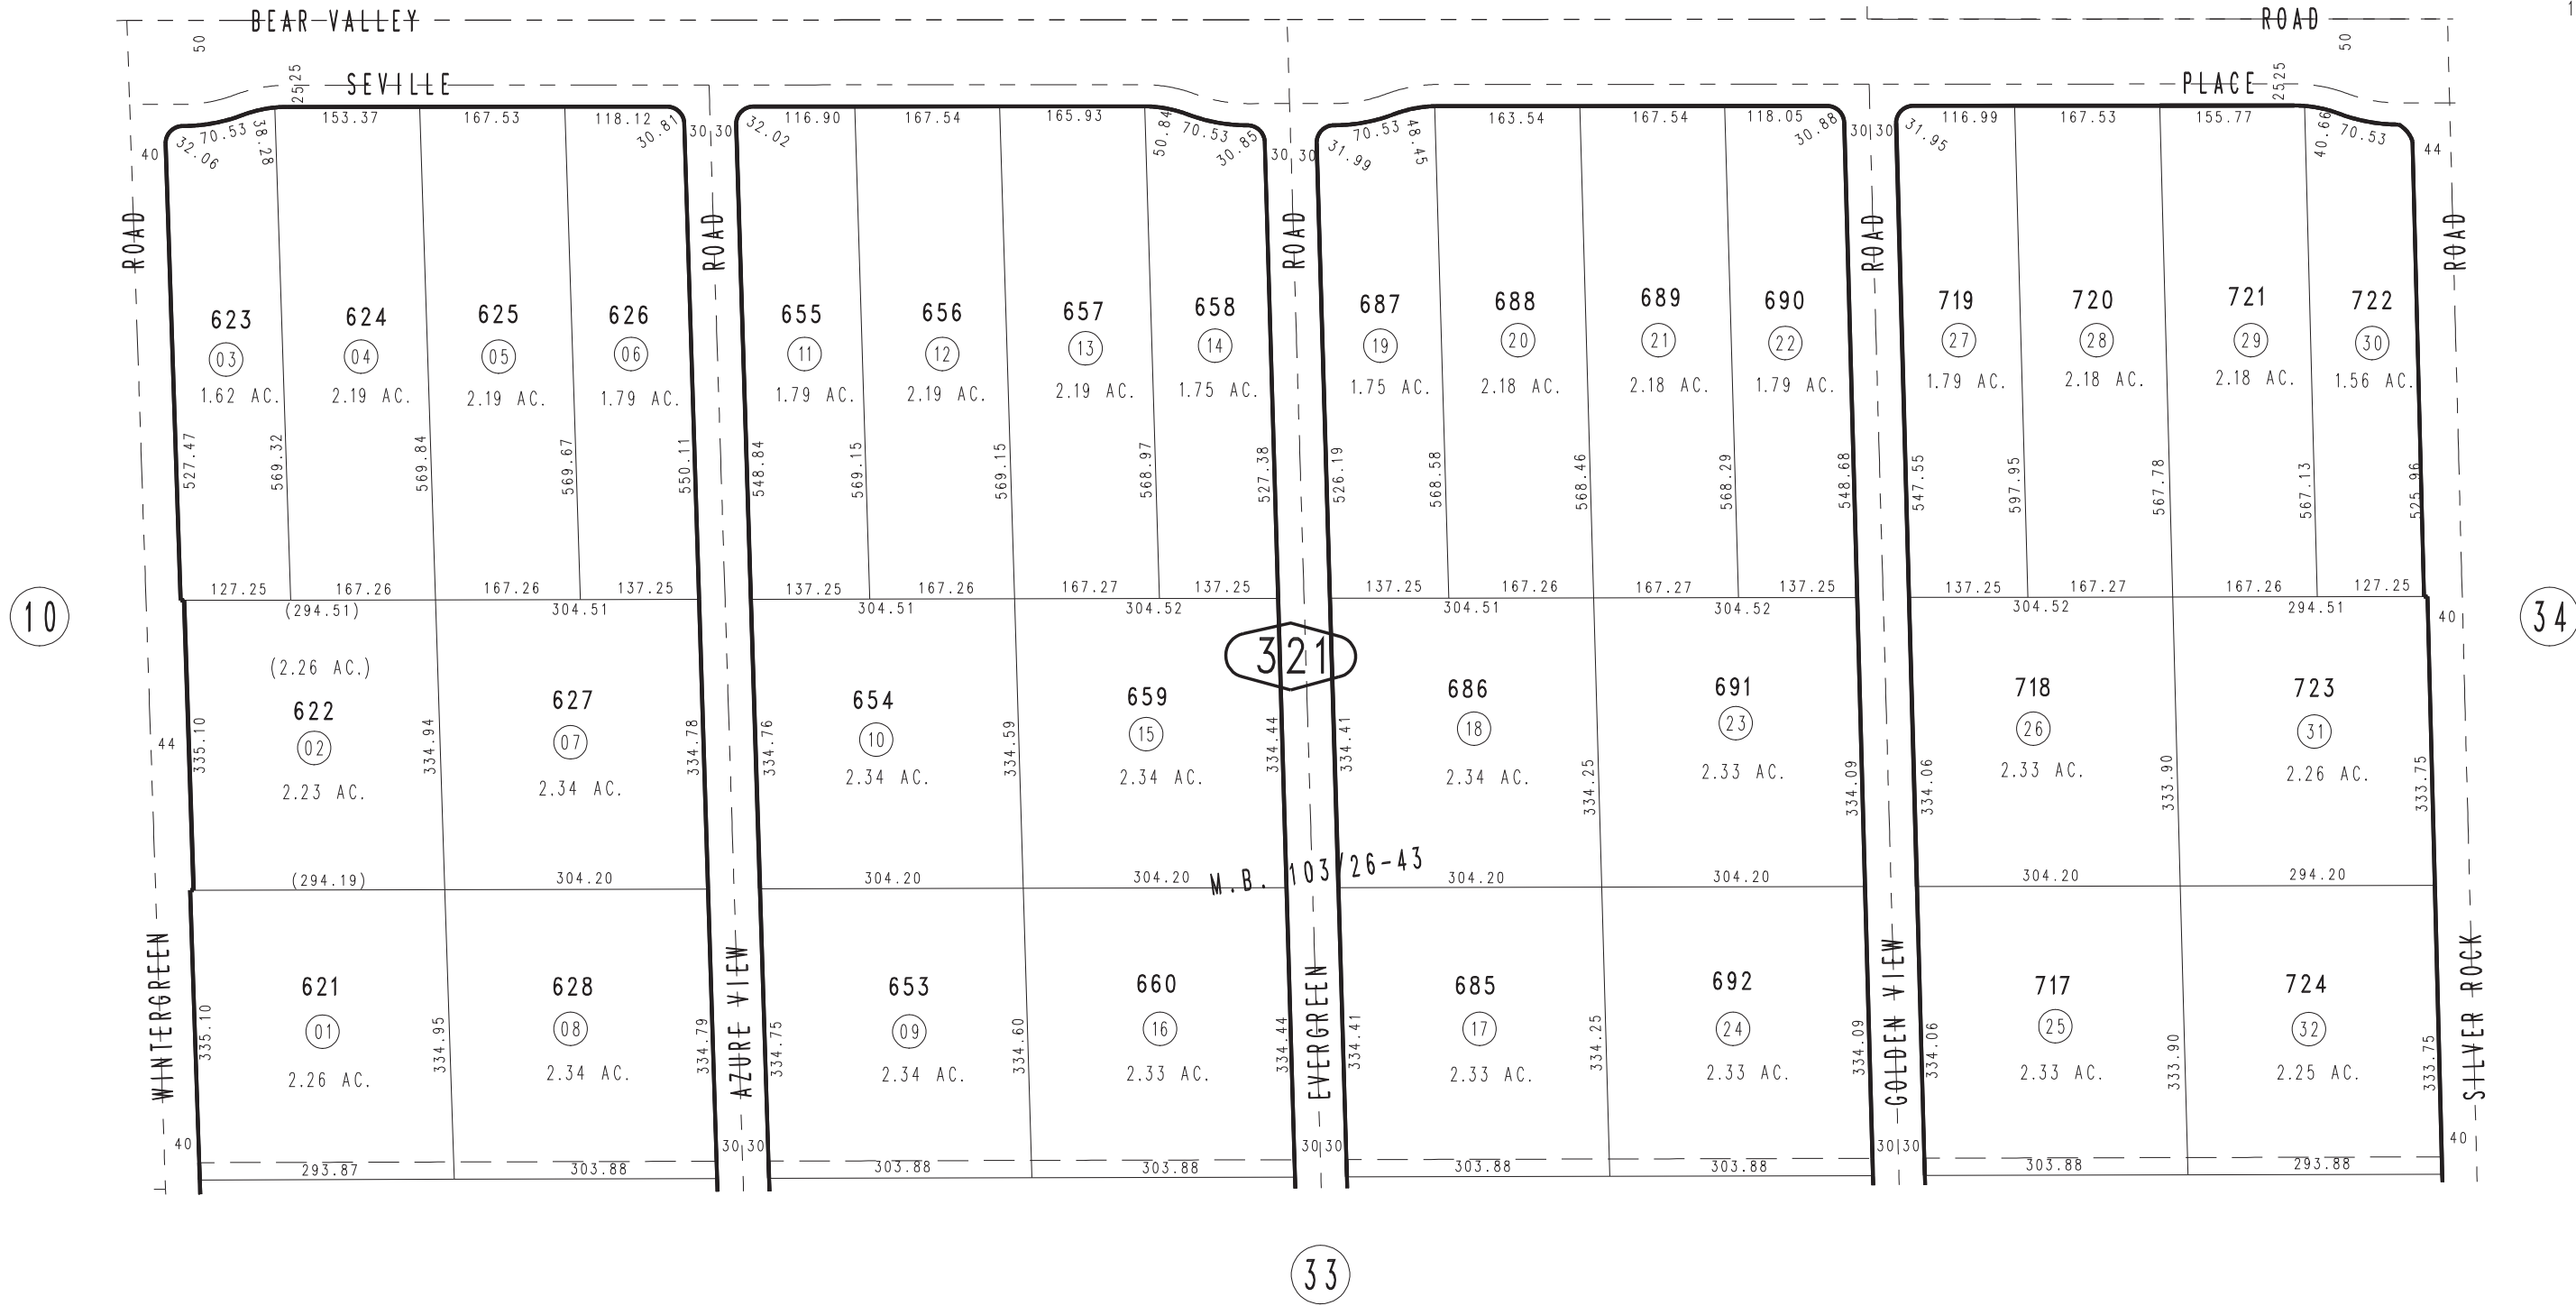 BEAR VALLEY ROAD
1
50 50
SEVILLE PLACE
25 25 25 25
153.37 167.53 118.12 116.90 167.54 165.93 163.54 167.54 118.05 116.99 167.53 155.77
40 32.06 70.53 38.28 30.81 30 30 32.02 50.84 70.53 30.85 30 30 31.99 70.53 48.45 30.88 30 30 31.95 40.66 70.53 44
ROAD ROAD ROAD ROAD ROAD
623 624 625 626 655 656 657 658 687 688 689 690 719 720 721 722
03 04 05 06 11 12 13 14 19 20 21 22 27 28 29 30
1.62 AC. 2.19 AC. 2.19 AC. 1.79 AC. 1.79 AC. 2.19 AC. 2.19 AC. 1.75 AC. 1.75 AC. 2.18 AC. 2.18 AC. 1.79 AC. 1.79 AC. 2.18 AC. 2.18 AC. 1.56 AC.
527.47 569.32 569.84 569.67 550.11 548.84 569.15 569.15 568.97 527.38 526.19 568.58 568.46 568.29 548.68 547.55 597.95 567.78 567.13 525.96
127.25 167.26 167.26 137.25 137.25 167.26 167.27 137.25 137.25 167.26 167.27 137.25 137.25 167.27 167.26 127.25
10 34
(294.51) 304.51 304.51 304.52 304.51 304.52 304.52 294.51 40
321
(2.26 AC.)
622 627 654 659 686 691 718 723
02 07 10 15 18 23 26 31
2.23 AC. 2.34 AC. 2.34 AC. 2.34 AC. 2.34 AC. 2.33 AC. 2.33 AC. 2.26 AC.
44 335.10 334.94 334.78 334.76 334.59 334.44 334.41 334.25 334.09 334.06 333.90 333.75
(294.19) 304.20 304.20 304.20 304.20 304.20 304.20 294.20
M.B. 103/26-43
WINTERGREEN AZURE VIEW EVERGREEN GOLDEN VIEW SILVER ROCK
621 628 653 660 685 692 717 724
01 08 09 16 17 24 25 32
2.26 AC. 2.34 AC. 2.34 AC. 2.33 AC. 2.33 AC. 2.33 AC. 2.33 AC. 2.25 AC.
335.10 334.95 334.79 334.75 334.60 334.44 334.41 334.25 334.09 334.06 333.90 333.75
40 30 30 30 30 30 30 40
293.87 303.88 303.88 303.88 303.88 303.88 303.88 293.88
33